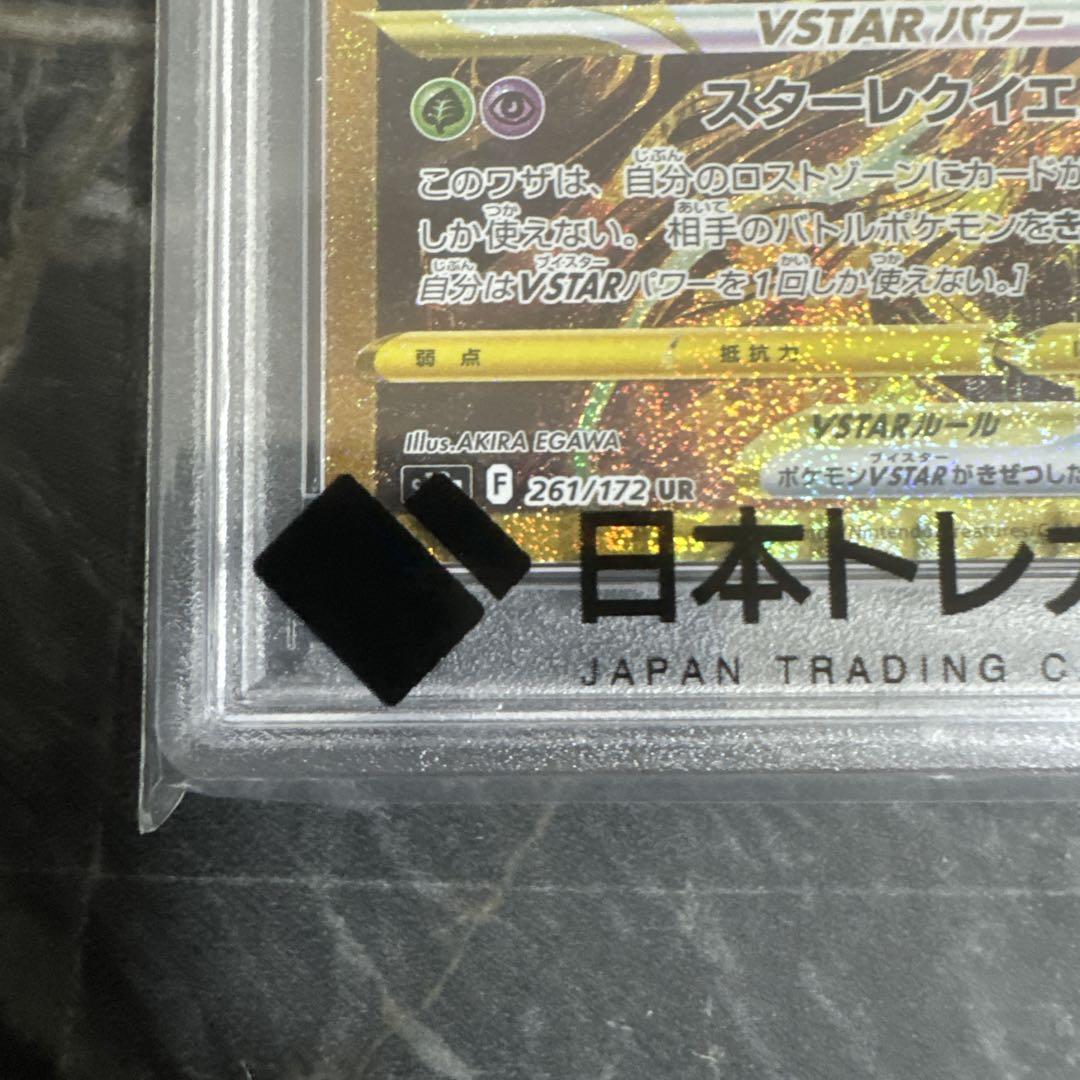 VSTARパワー
スターレクイエ
このワザは、自分のロストゾーンにカードが
しか使えない。相手のバトルポケモンをき
自分はVSTARパワーを1回しか使えない。]
弱点 抵抗力
Illus.AKIRA EGAWA
VSTARルール
F 261/172 UR
ポケモンVSTARがきぜつした
日本トレ
JAPAN TRADING C